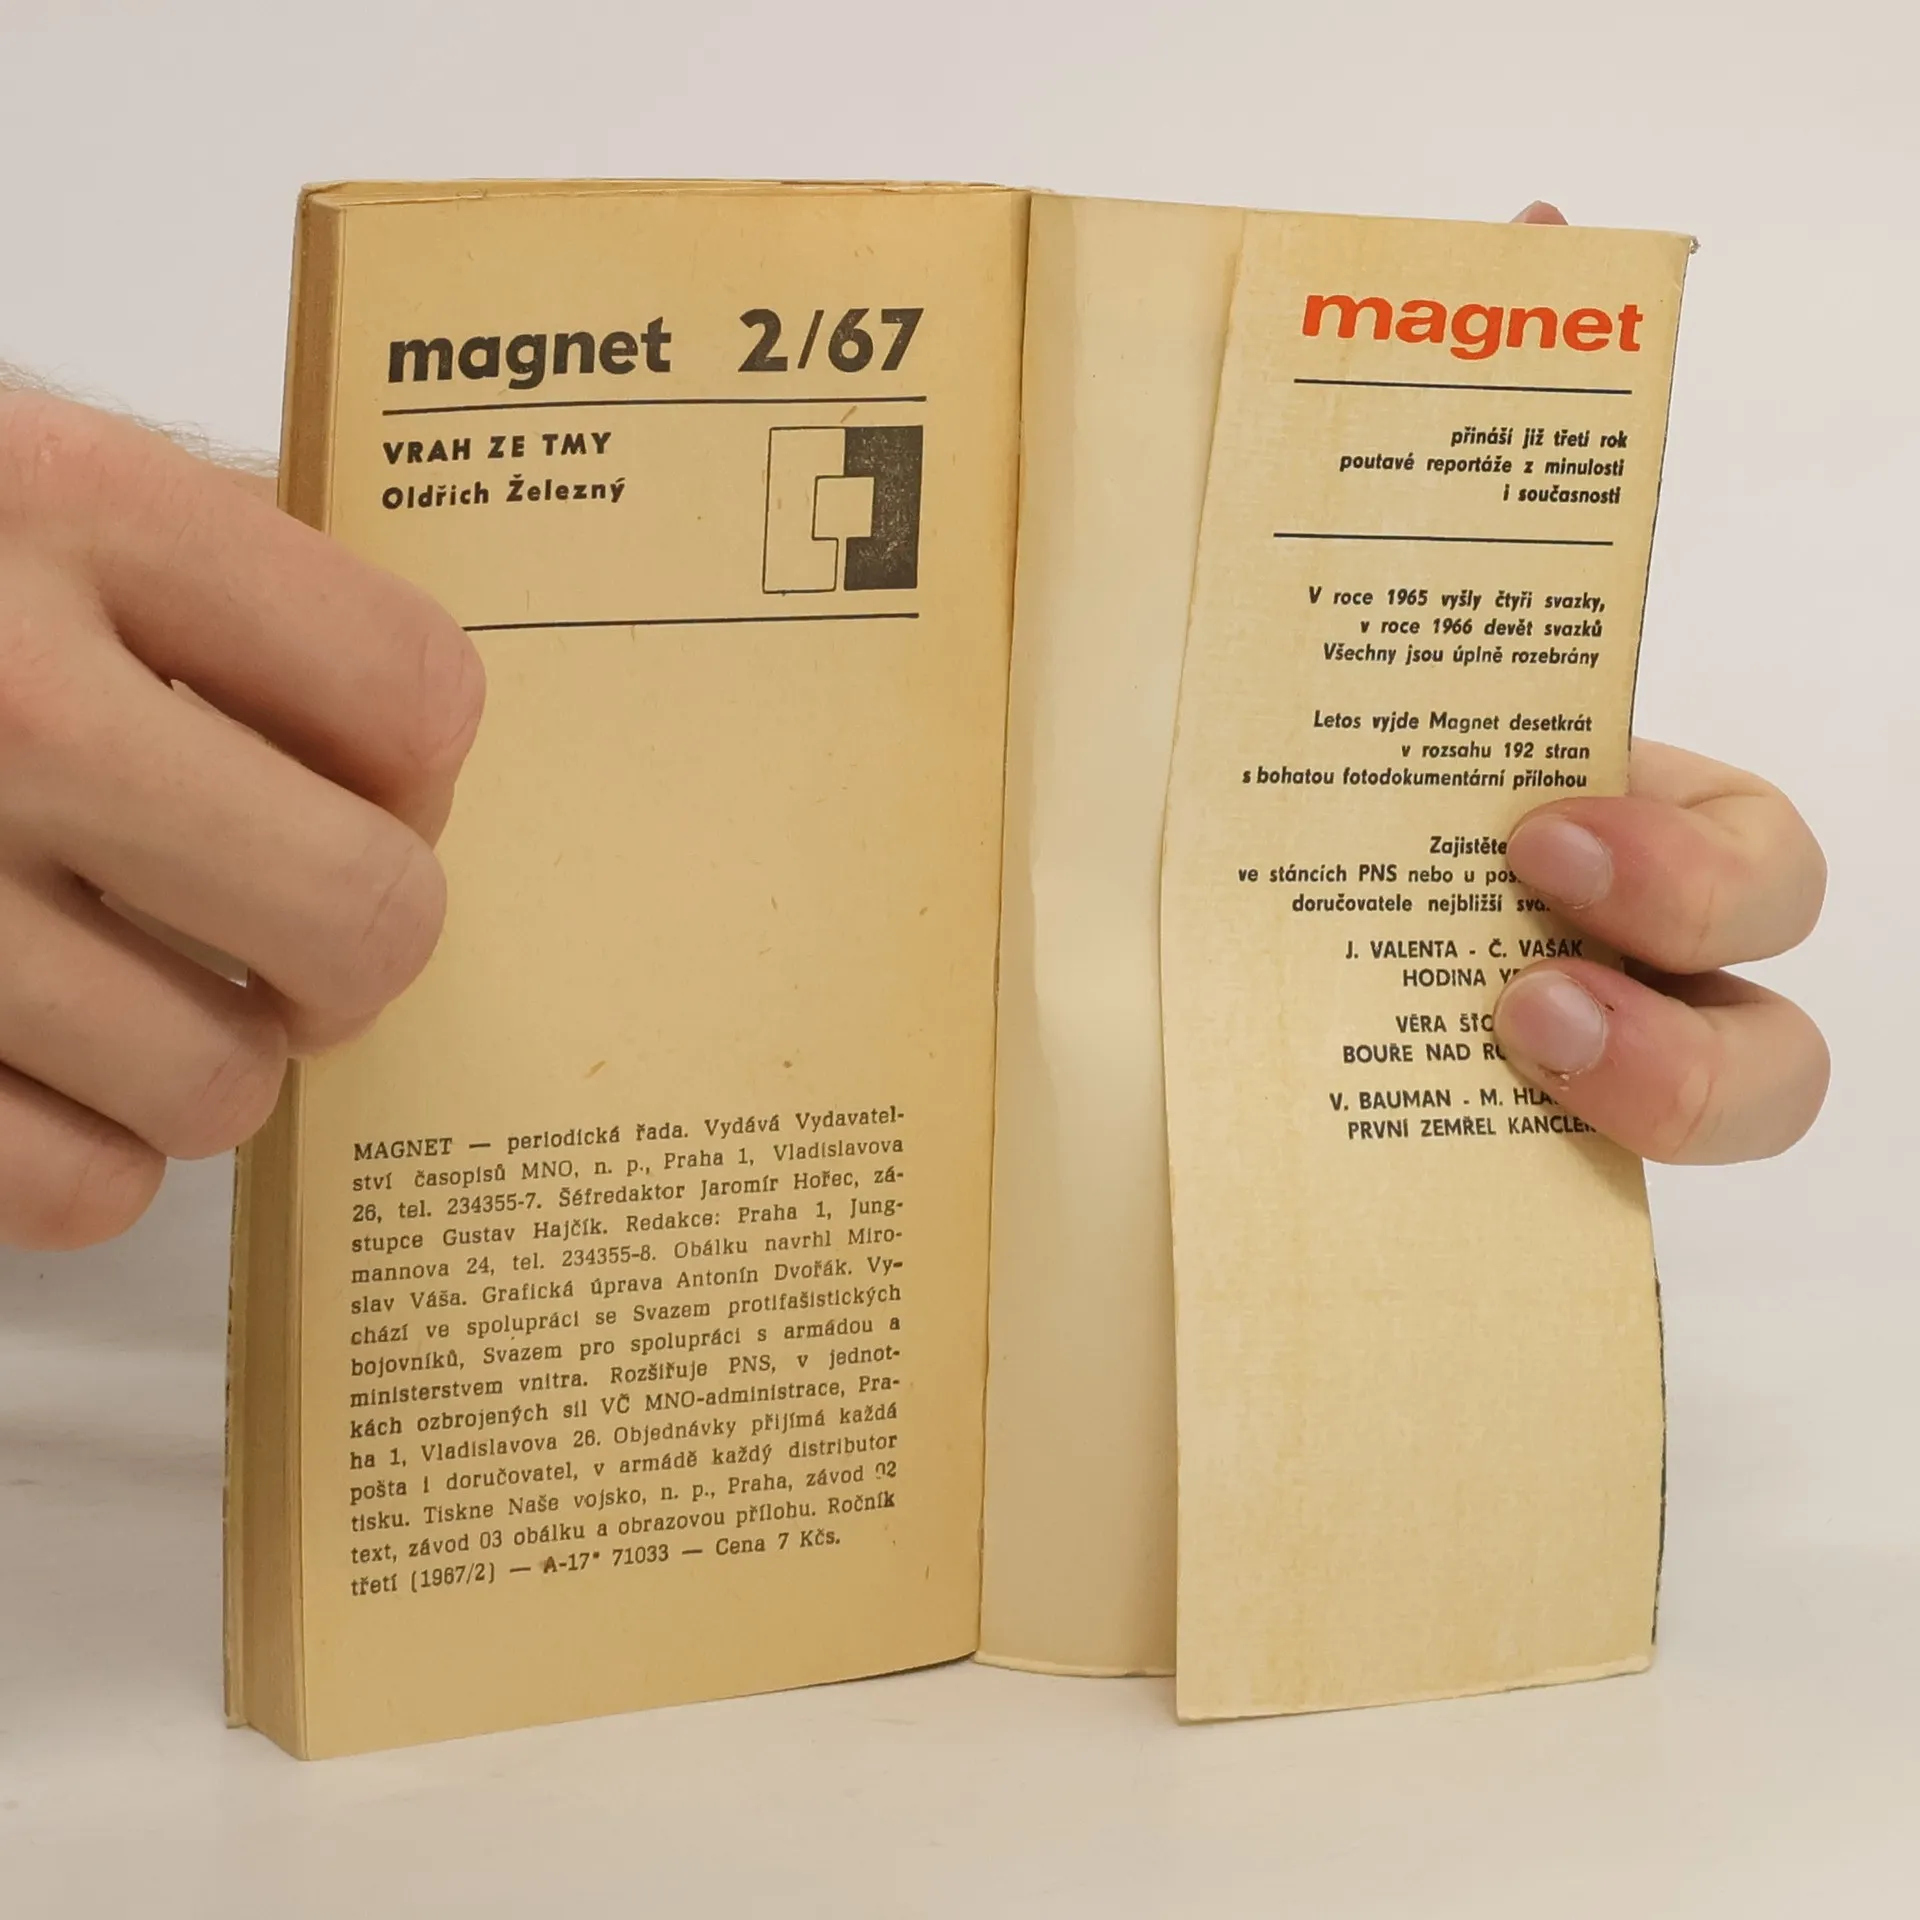 magnet 2/67
VRAH ZE TMY
Oldřich Železný
MAGNET — periodická řada. Vydává Vydavatel-
ství časopisů MNO, n. p., Praha 1, Vladislavova
26, tel. 234355-7. Šéfredaktor Jaromír Hořec, zá-
stupce Gustav Hajčík. Redakce: Praha 1, Jung-
mannova 24, tel. 234355-8. Obálku navrhl Miro-
slav Váša. Grafická úprava Antonín Dvořák. Vy-
chází ve spolupráci se Svazem protifašistických
bojovníků, Svazem pro spolupráci s armádou a
ministerstvem vnitra. Rozšiřuje PNS, v jednot-
kách ozbrojených sil VČ MNO-administrace, Pra-
ha 1, Vladislavova 26. Objednávky přijímá každá
pošta i doručovatel, v armádě každý distributor
tisku. Tiskne Naše vojsko, n. p., Praha, závod 02
text, závod 03 obálku a obrazovou přílohu. Ročník
třetí (1967/2) — A-17* 71033 — Cena 7 Kčs.
magnet
přináší již třetí rok
poutavé reportáže z minulosti
i současnosti
V roce 1965 vyšly čtyři svazky,
v roce 1966 devět svazků
Všechny jsou úplně rozebrány
Letos vyjde Magnet desetkrát
v rozsahu 192 stran
s bohatou fotodokumentární přílohou
Zajistěte
ve stáncích PNS nebo u
doručovatele nejbližší
J. VALENTA - Č. VAŠÁK
HODINA
VĚRA
BOUŘE NAD
V. BAUMAN - M.
PRVNÍ ZEMŘEL KANCLÉŘ